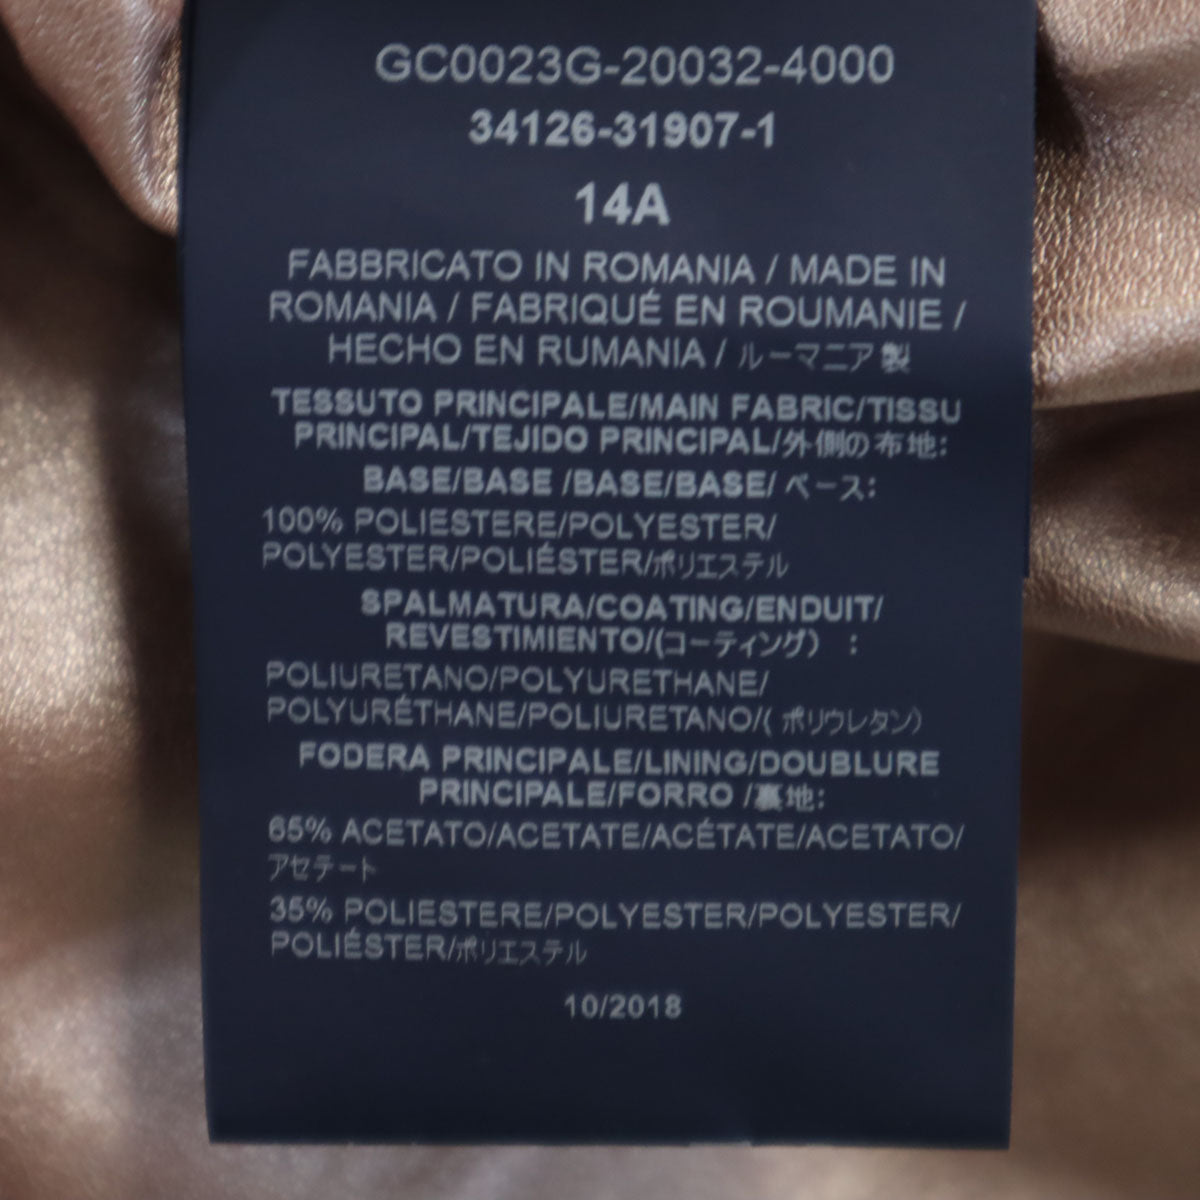 GC0023G-20032-4000
34126-31907-1
14A
FABBRICATO IN ROMANIA / MADE IN
ROMANIA / FABRIQUÉ EN ROUMANIE /
HECHO EN RUMANIA / ルーマニア製
TESSUTO PRINCIPALE/MAIN FABRIC/TISSU
PRINCIPAL/TEJIDO PRINCIPAL/外側の布地:
BASE/BASE /BASE/BASE/ ベース:
100% POLIESTERE/POLYESTER/
POLYESTER/POLIÉSTER/ポリエステル
SPALMATURA/COATING/ENDUIT/
REVESTIMIENTO/(コーティング） :
POLIURETANO/POLYURETHANE/
POLYURÉTHANE/POLIURETANO/( ポリウレタン）
FODERA PRINCIPALE/LINING/DOUBLURE
PRINCIPALE/FORRO /裏地:
65% ACETATO/ACETATE/ACÉTATE/ACETATO/
アセテート
35% POLIESTERE/POLYESTER/POLYESTER/
POLIÉSTER/ポリエステル
10/2018